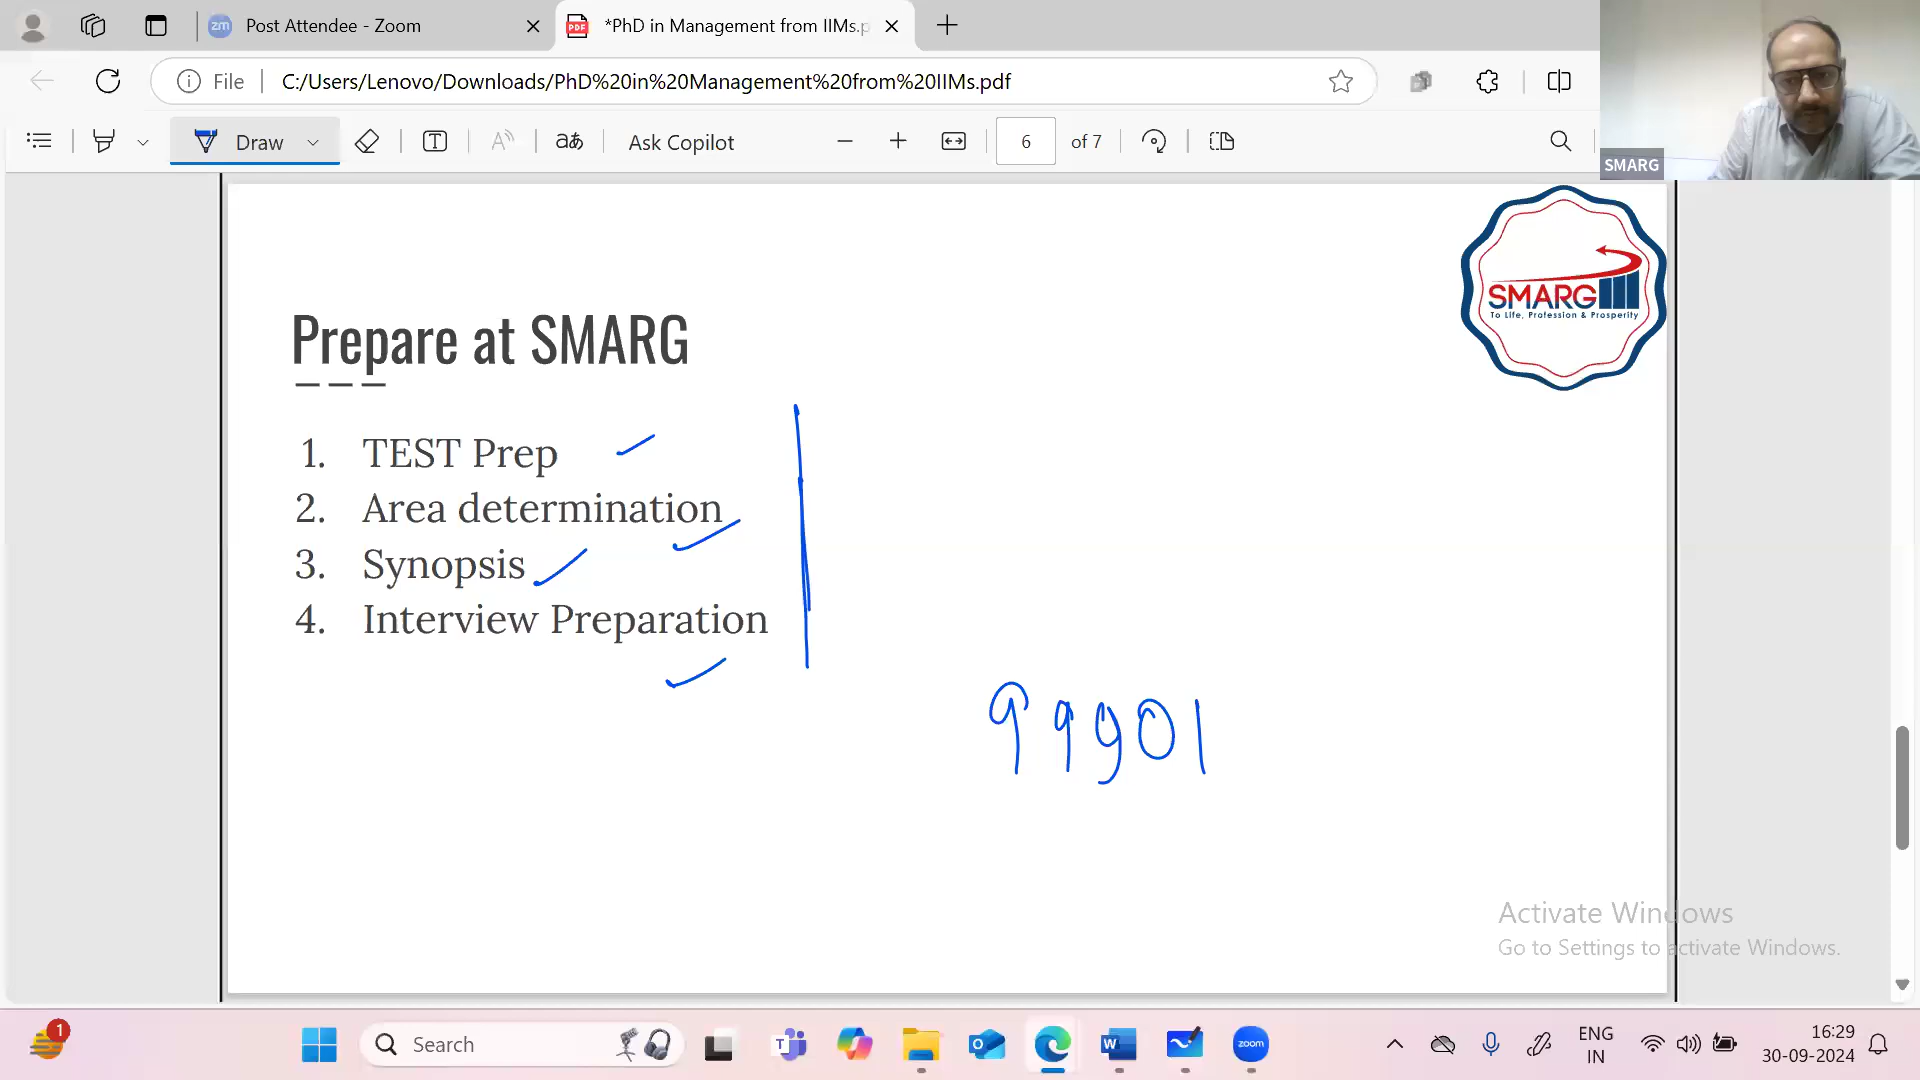 Post Attendee - Zoom
*PhD in Management from IIMs.p
File
C:/Users/Lenovo/Downloads/PhD%20in%20Management%20from%20IIMs.pdf
Draw
Ask Copilot
6
of 7
SMARG
SMARG
To Life, Profession & Prosperity
Prepare at SMARG
1. TEST Prep
2. Area determination
3. Synopsis
4. Interview Preparation
99901
Activate Windows
Go to Settings to activate Windows.
1
Search
zoom
ENG
IN
16:29
30-09-2024